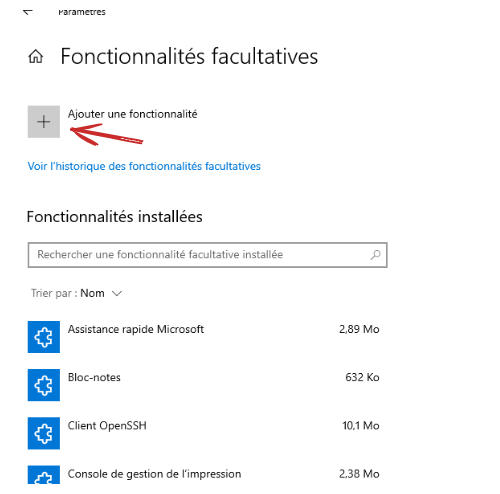 Paramètres
Fonctionnalités facultatives
Ajouter une fonctionnalité
Voir l'historique des fonctionnalités facultatives
Fonctionnalités installées
Rechercher une fonctionnalité facultative installée
Trier par : Nom
Assistance rapide Microsoft 2,89 Mo
Bloc-notes 632 Ko
Client OpenSSH 10,1 Mo
Console de gestion de l'impression 2,38 Mo